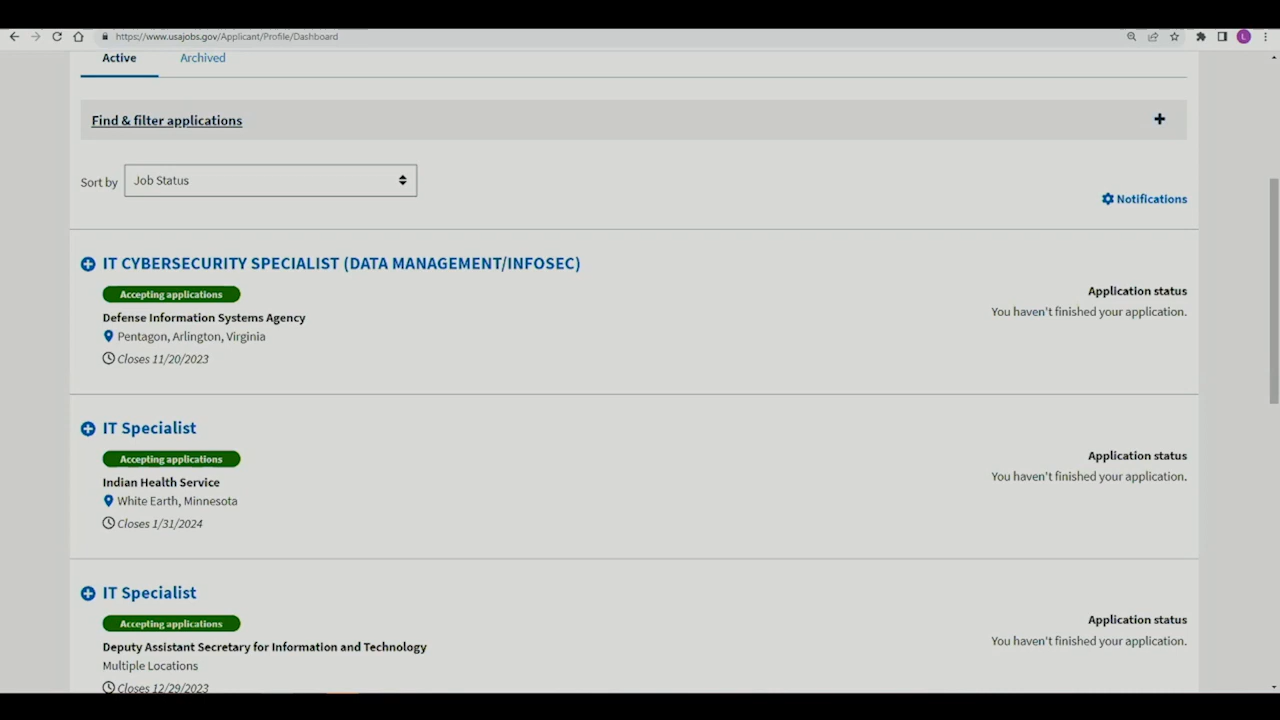 https://www.usajobs.gov/Applicant/Profile/Dashboard
L
Active Archived
Find & filter applications
Sort by Job Status
Notifications
IT CYBERSECURITY SPECIALIST (DATA MANAGEMENT/INFOSEC)
Accepting applications
Defense Information Systems Agency
Pentagon, Arlington, Virginia
Closes 11/20/2023
Application status
You haven't finished your application.
IT Specialist
Accepting applications
Indian Health Service
White Earth, Minnesota
Closes 1/31/2024
Application status
You haven't finished your application.
IT Specialist
Accepting applications
Deputy Assistant Secretary for Information and Technology
Multiple Locations
Closes 12/29/2023
Application status
You haven't finished your application.